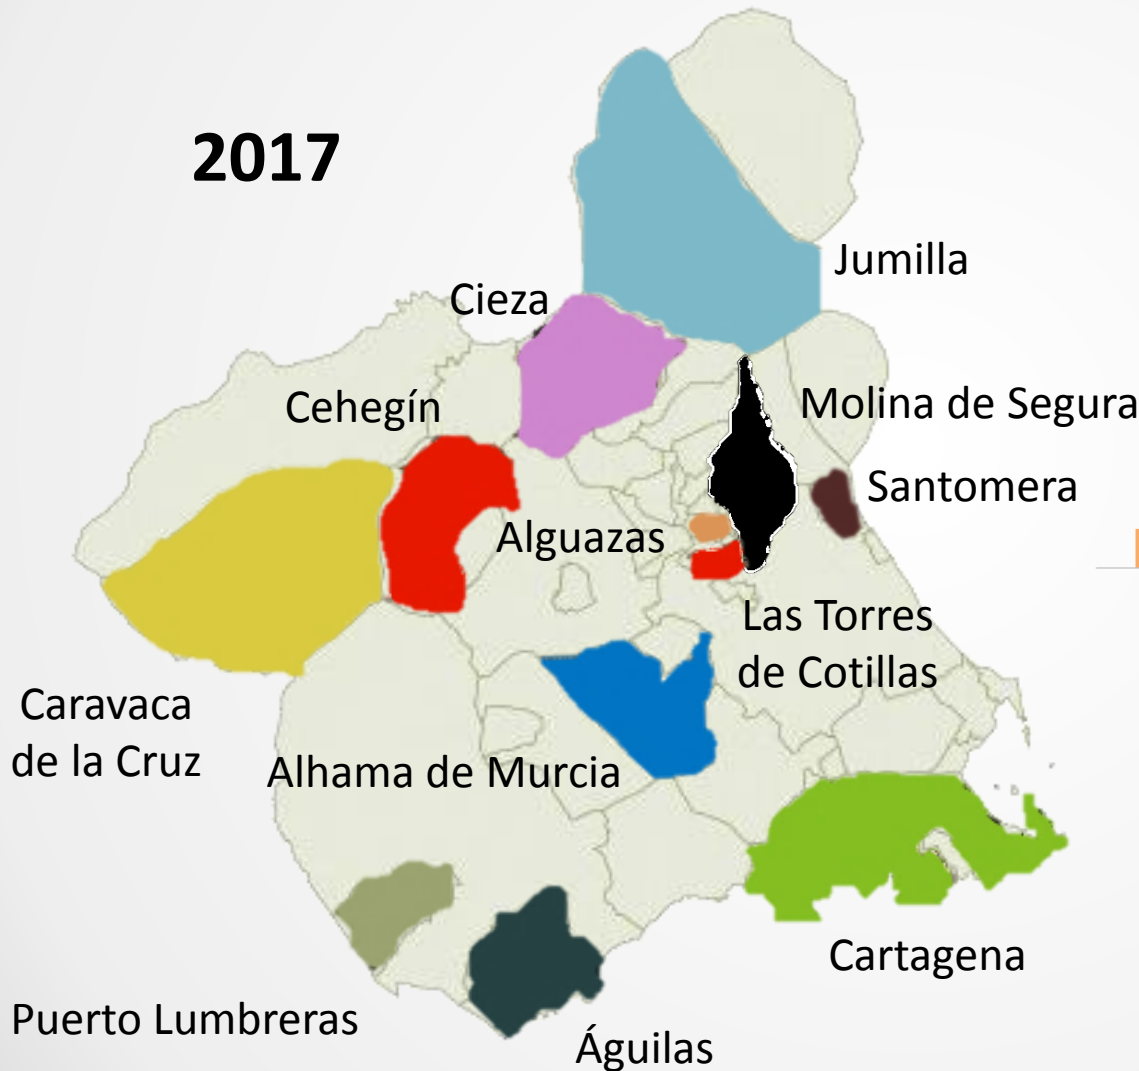 2017
Jumilla
Cieza
Cehegín
Molina de Segura
Santomera
Alguazas
Las Torres
de Cotillas
Caravaca
de la Cruz
Alhama de Murcia
Cartagena
Puerto Lumbreras
Águilas